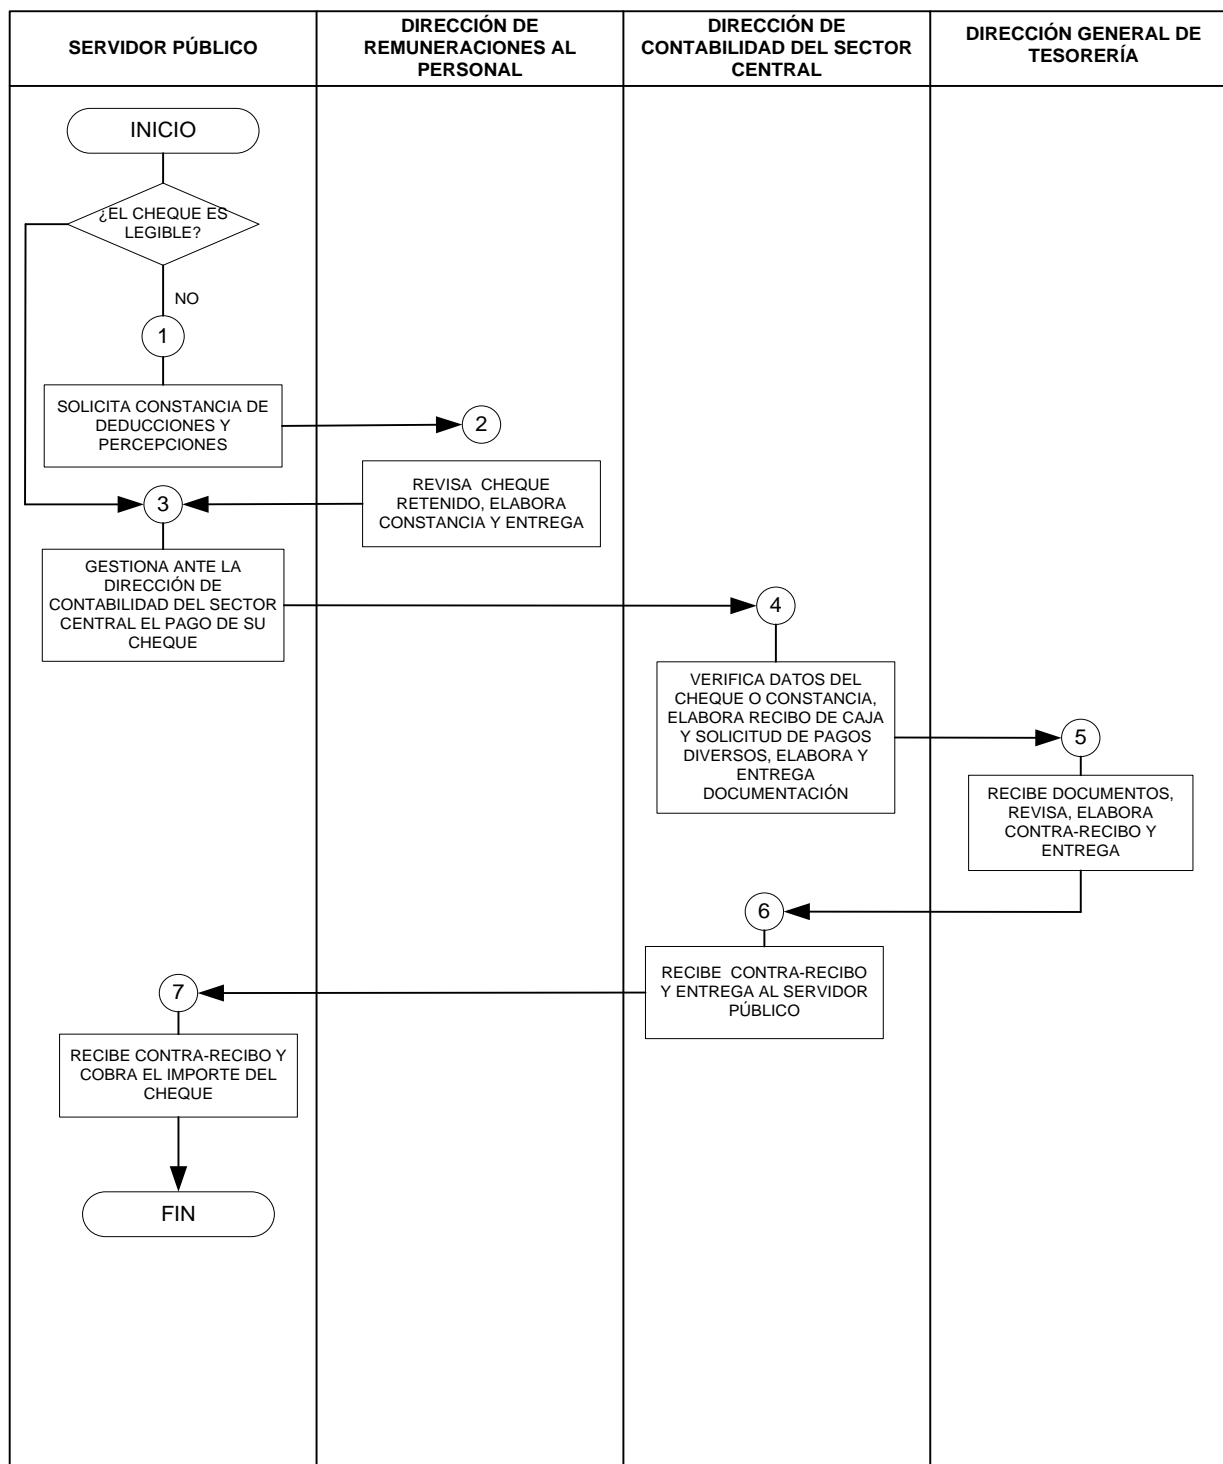 SERVIDOR PÚBLICO
DIRECCIÓN DE
REMUNERACIONES AL
PERSONAL
DIRECCIÓN DE
CONTABILIDAD DEL SECTOR
CENTRAL
DIRECCIÓN GENERAL DE
TESORERÍA
INICIO
¿EL CHEQUE ES
LEGIBLE?
NO
1
SOLICITA CONSTANCIA DE
DEDUCCIONES Y
PERCEPCIONES
2
REVISA CHEQUE
RETENIDO, ELABORA
CONSTANCIA Y ENTREGA
3
GESTIONA ANTE LA
DIRECCIÓN DE
CONTABILIDAD DEL SECTOR
CENTRAL EL PAGO DE SU
CHEQUE
4
VERIFICA DATOS DEL
CHEQUE O CONSTANCIA,
ELABORA RECIBO DE CAJA
Y SOLICITUD DE PAGOS
DIVERSOS, ELABORA Y
ENTREGA
DOCUMENTACIÓN
5
RECIBE DOCUMENTOS,
REVISA, ELABORA
CONTRA-RECIBO Y
ENTREGA
6
RECIBE CONTRA-RECIBO
Y ENTREGA AL SERVIDOR
PÚBLICO
7
RECIBE CONTRA-RECIBO Y
COBRA EL IMPORTE DEL
CHEQUE
FIN